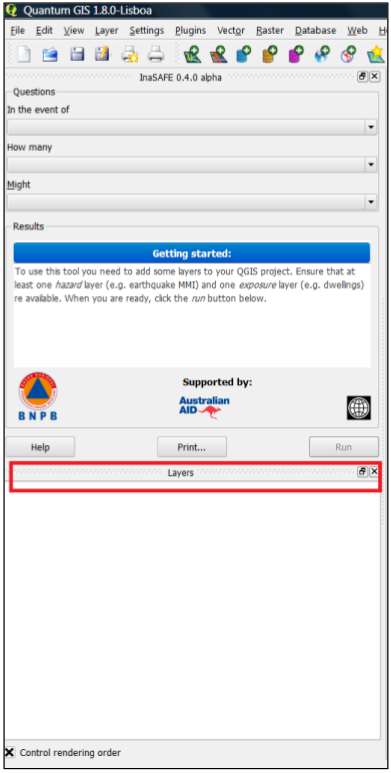 Quantum GIS 1.8.0-Lisboa
File Edit View Layer Settings Plugins Vector Raster Database Web
InaSAFE 0.4.0 alpha
Questions
In the event of
How many
Might
Results
Getting started:
To use this tool you need to add some layers to your QGIS project. Ensure that at
least one hazard layer (e.g. earthquake MMI) and one exposure layer (e.g. dwellings)
re available. When you are ready, click the run button below.
Supported by:
BNPB
Australian
AID
Help Print... Run
Layers
Control rendering order